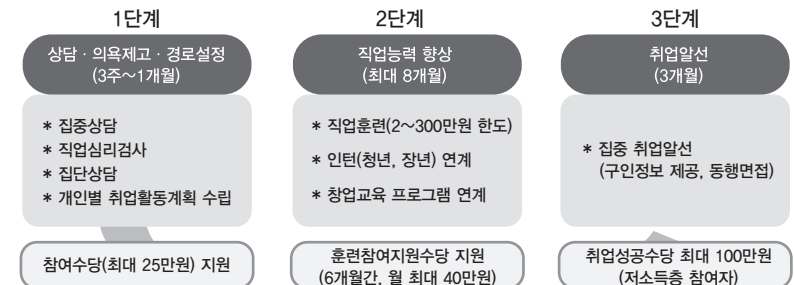 1단계
상담 · 의욕제고 · 경로설정
(3주~1개월)
* 집중상담
* 직업심리검사
* 집단상담
* 개인별 취업활동계획 수립
참여수당(최대 25만원) 지원
2단계
직업능력 향상
(최대 8개월)
* 직업훈련(2~300만원 한도)
* 인턴(청년, 장년) 연계
* 창업교육 프로그램 연계
훈련참여지원수당 지원
(6개월간, 월 최대 40만원)
3단계
취업알선
(3개월)
* 집중 취업알선
(구인정보 제공, 동행면접)
취업성공수당 최대 100만원
(저소득층 참여자)